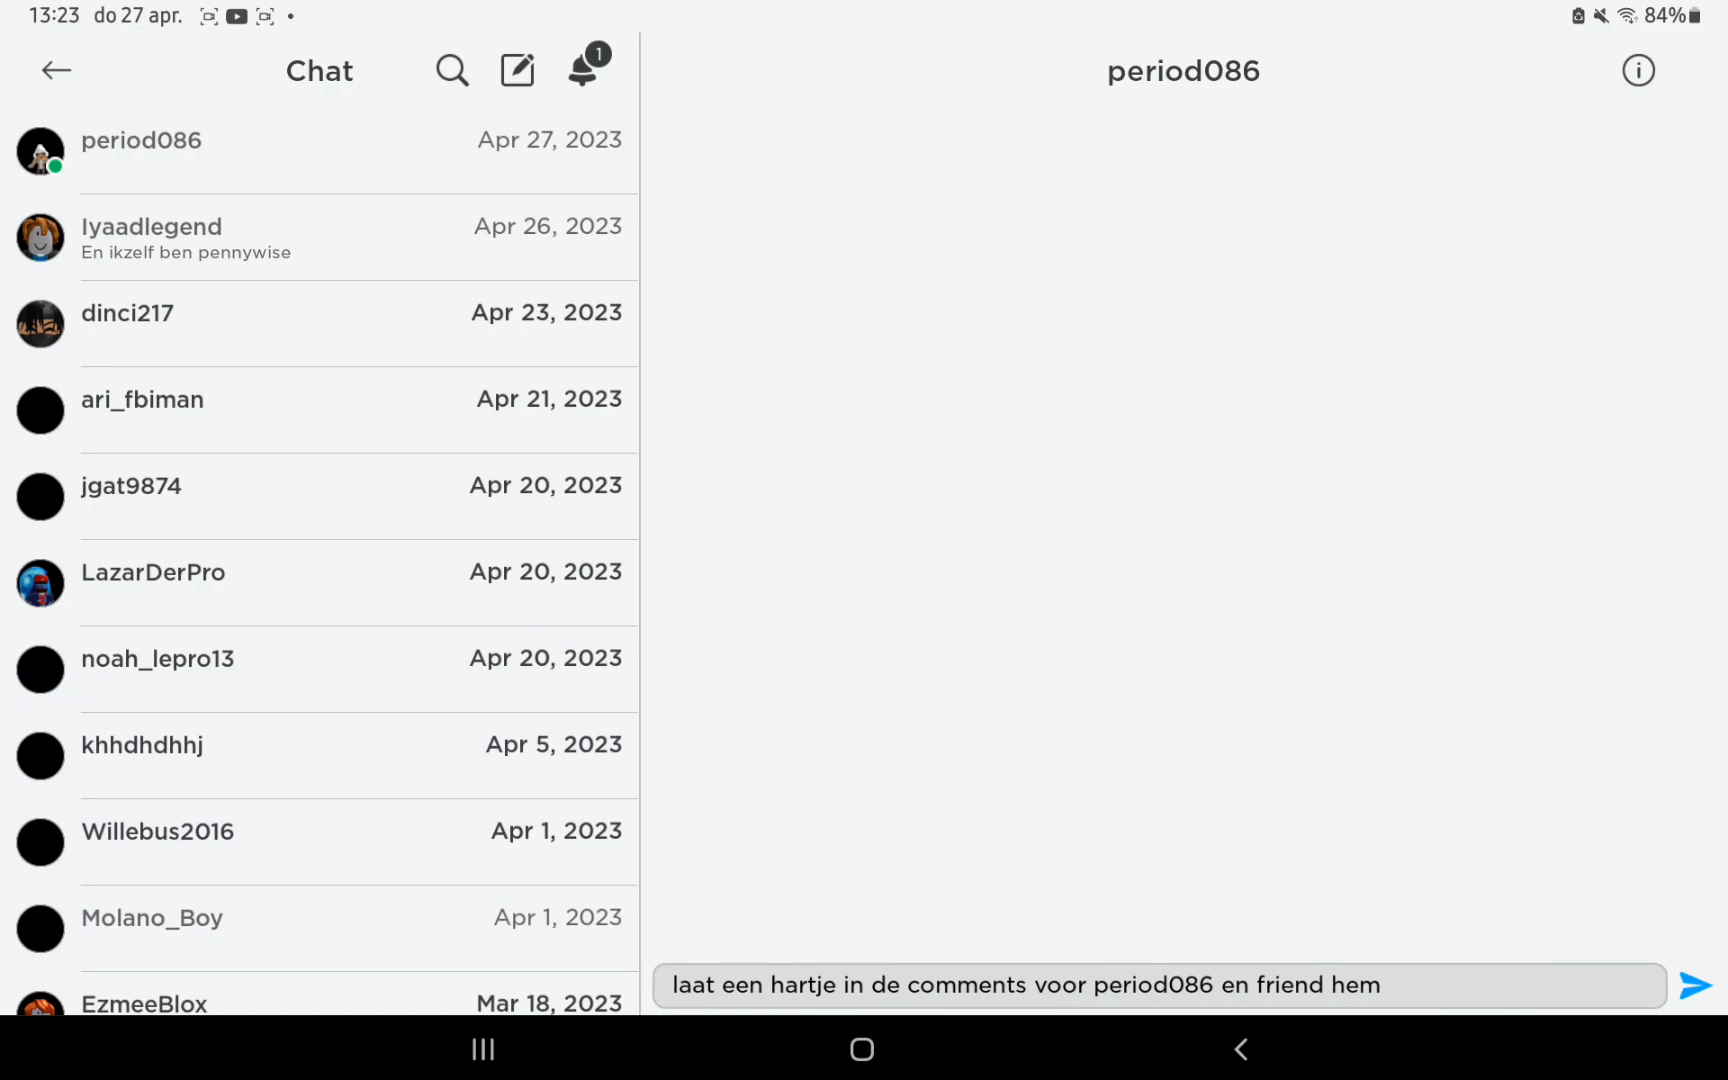 13:23 do 27 apr. 84%
Chat
1
period086
period086 Apr 27, 2023
Iyaadlegend Apr 26, 2023
En ikzelf ben pennywise
dinci217 Apr 23, 2023
ari_fbiman Apr 21, 2023
jgat9874 Apr 20, 2023
LazarDerPro Apr 20, 2023
noah_lepro13 Apr 20, 2023
khhdhdhhj Apr 5, 2023
Willebus2016 Apr 1, 2023
Molano_Boy Apr 1, 2023
EzmeeBlox Mar 18, 2023
laat een hartje in de comments voor period086 en friend hem